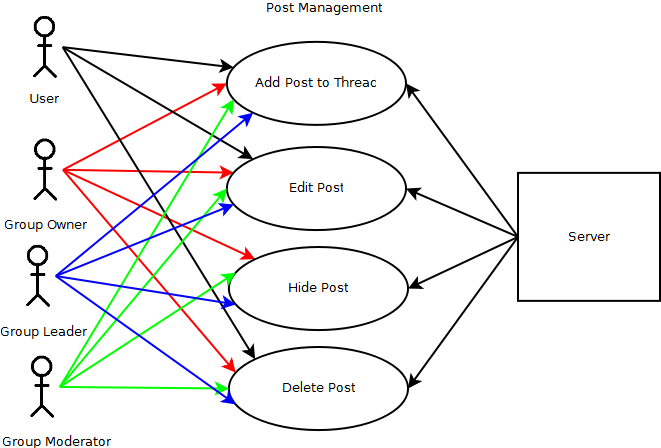 Post Management
User
Add Post to Thread
Group Owner
Edit Post
Server
Group Leader
Hide Post
Group Moderator
Delete Post